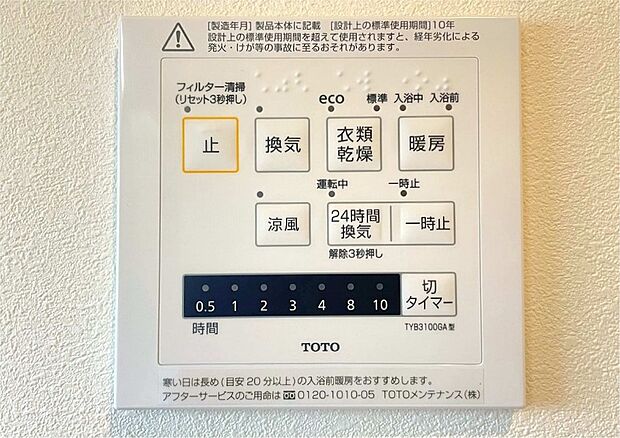 [製造年月] 製品本体に記載 [設計上の標準使用期間]10年
設計上の標準使用期間を超えて使用されますと、経年劣化による
発火・けが等の事故に至るおそれがあります。
フィルター清掃
(リセット3秒押し)
eco 標準 入浴中 入浴前
止 換気 衣類
乾燥 暖房
運転中 一時止
涼風 24時間
換気 一時止
解除3秒押し
0.5 1 2 3 4 8 10 切
タイマー
時間
TYB3100GA型
TOTO
寒い日は長め(目安20分以上)の入浴前暖房をおすすめします。
アフターサービスのご用命は 0120-1010-05 TOTOメンテナンス(株)